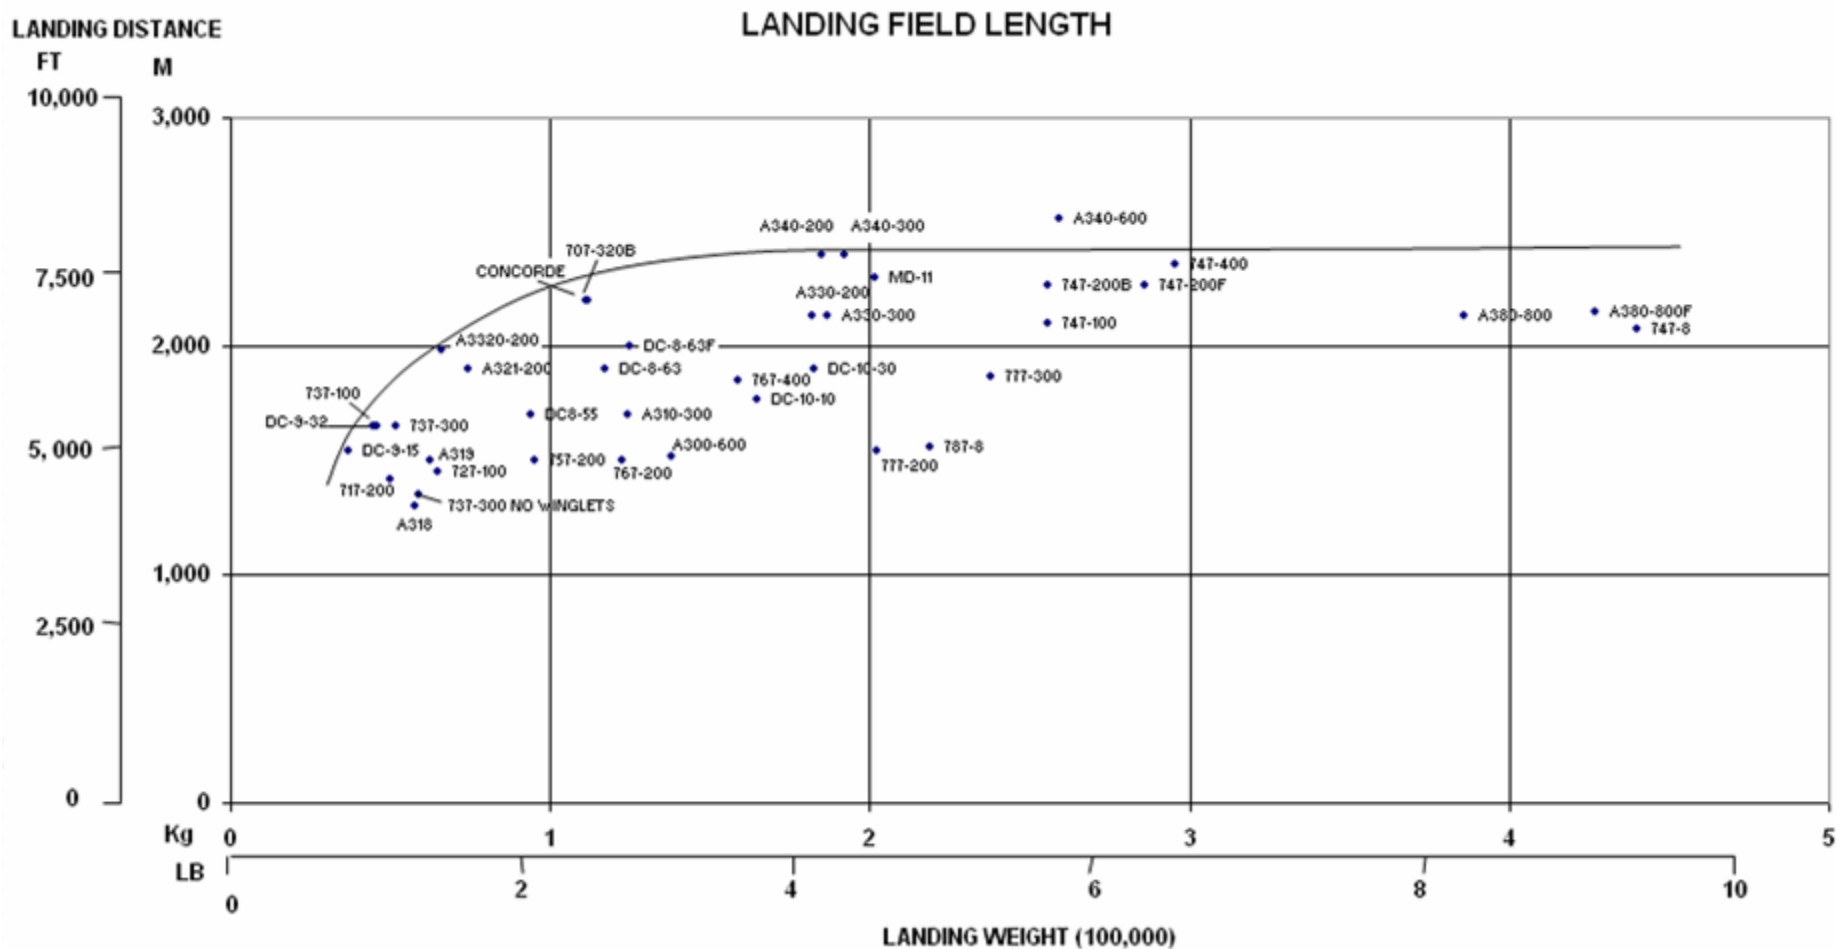 LANDING FIELD LENGTH
LANDING DISTANCE
FT
M
10,000
3,000
A340-200
A340-300
A340-600
707-320B
CONCORDE
7,500
MD-11
747-400
A330-200
747-200B
747-200F
A330-300
747-100
A380-800
A380-800F
747-8
2,000
A3320-200
DC-8-63F
A321-200
DC-8-63
767-400
DC-10-30
777-300
737-100
DC-10-10
DC-9-32
737-300
DC8-55
A310-300
5, 000
DC-9-15
A319
A300-600
787-8
727-100
757-200
767-200
777-200
717-200
737-300 NO WINGLETS
A318
1,000
2,500
0
0
Kg
0
1
2
3
4
5
LB
0
2
4
6
8
10
LANDING WEIGHT (100,000)